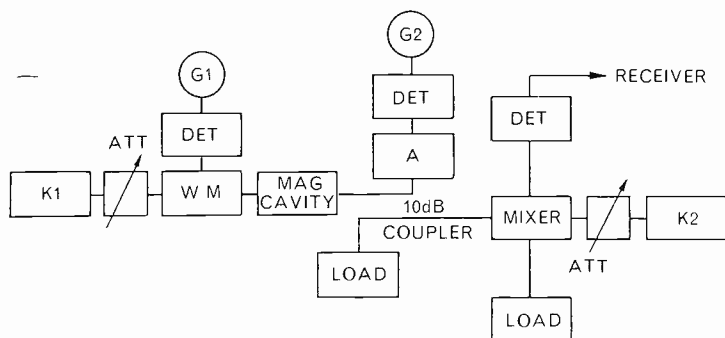 G2
G1
DET
RECEIVER
DET
DET
ATT
A
K1
W M
MAG
CAVITY
10dB
COUPLER
MIXER
K2
ATT
LOAD
LOAD